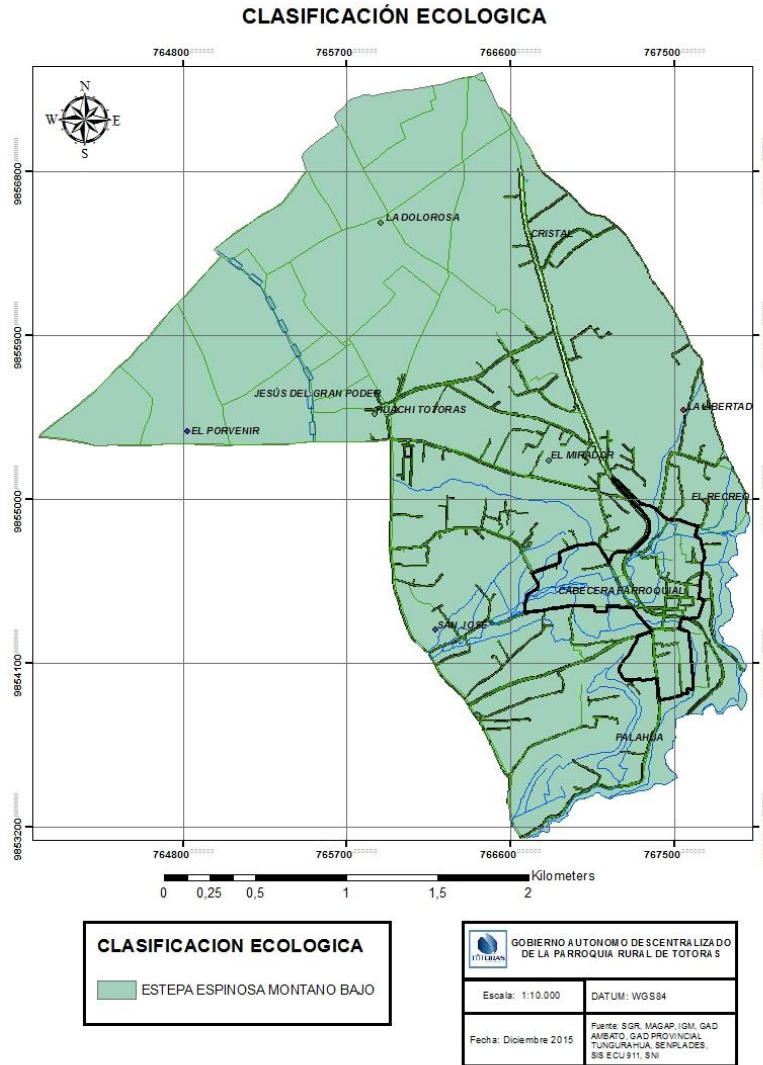 CLASIFICACIÓN ECOLOGICA
764800 765700 766600 767500
N
W E
S
9856800
LA DOLOROSA
CRISTAL
9855900
JESÚS DEL GRAN PODER
HUACHI TOTORAS
LA LIBERTAD
EL PORVENIR
EL MIRADOR
9855000
EL RECREO
CABECERA PARROQUIAL
SAN JOSE
9854100
PALAHUA
9853200
764800 765700 766600 767500
Kilometers
0 0,25 0,5 1 1,5 2
CLASIFICACION ECOLOGICA
ESTEPA ESPINOSA MONTANO BAJO
TOTORAS
GOBIERNO AUTONOMO DESCENTRALIZADO
DE LA PARROQUIA RURAL DE TOTORAS
Escala: 1:10.000
DATUM: WGS84
Fecha: Diciembre 2015
Fuente: SGR, MAGAP, IGM, GAD
AMBATO, GAD PROVINCIAL
TUNGURAHUA, SENPLADES,
SIS ECU 911, SNI